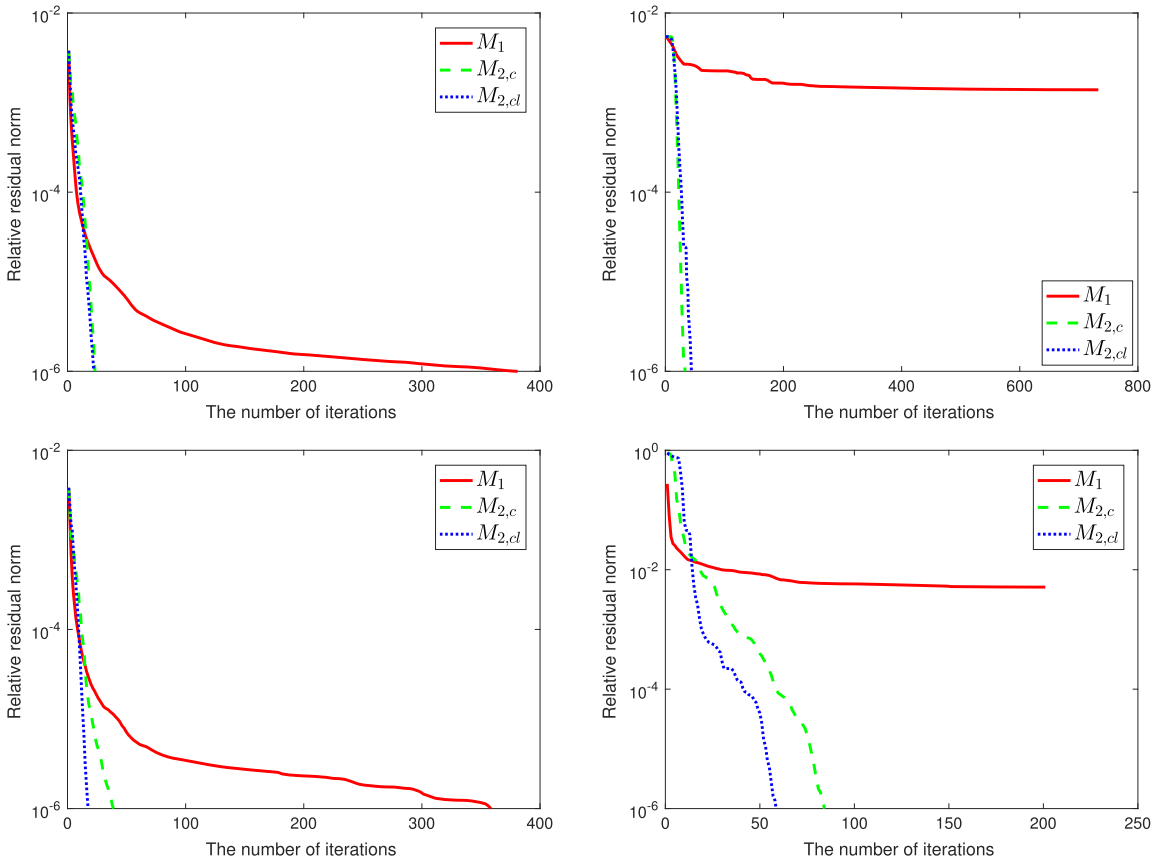 10^-2
10^-4
10^-6
Relative residual norm
0
100
200
300
400
The number of iterations
M_1
M_{2,c}
M_{2,cl}
10^-2
10^-4
10^-6
Relative residual norm
0
200
400
600
800
The number of iterations
M_1
M_{2,c}
M_{2,cl}
10^-2
10^-4
10^-6
Relative residual norm
0
100
200
300
400
The number of iterations
M_1
M_{2,c}
M_{2,cl}
10^0
10^-2
10^-4
10^-6
Relative residual norm
0
50
100
150
200
250
The number of iterations
M_1
M_{2,c}
M_{2,cl}